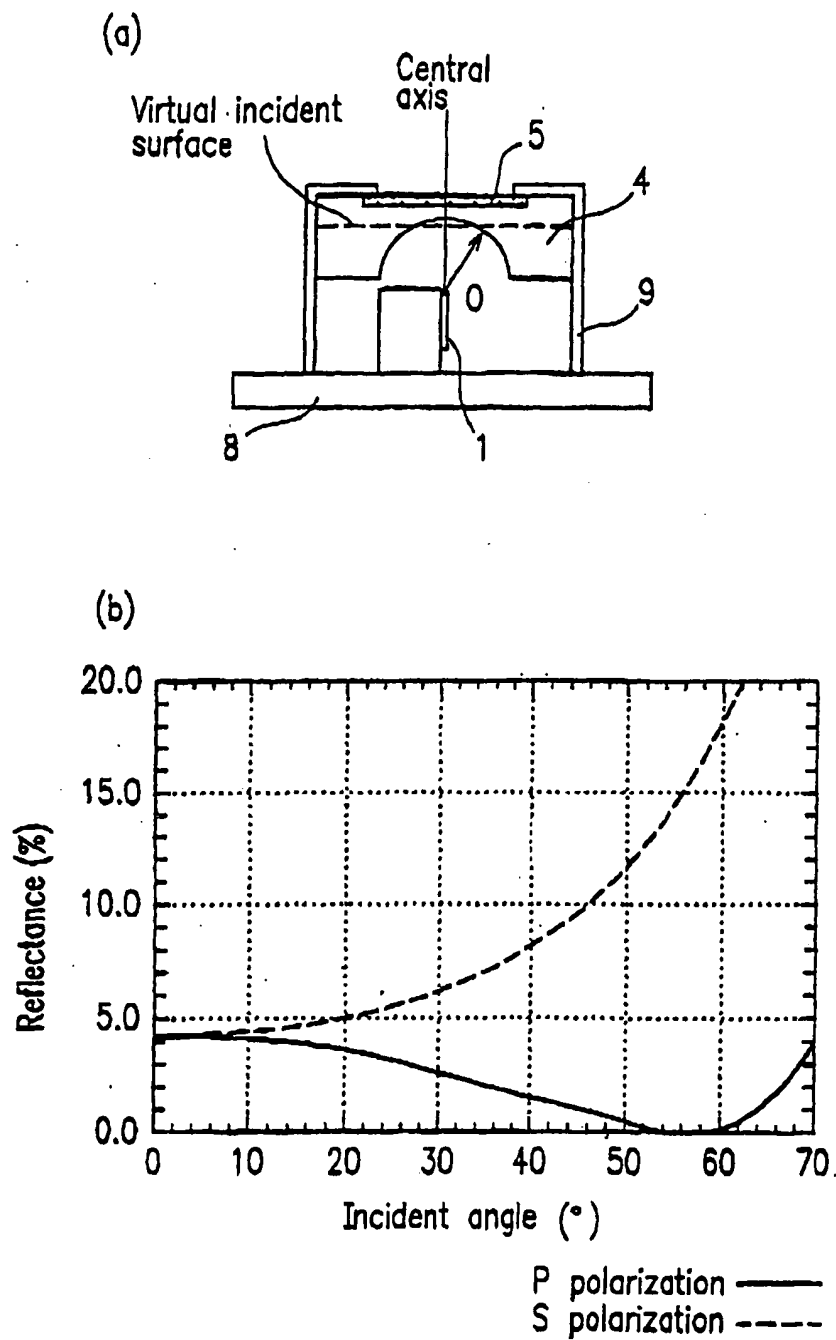 (a)
Central
axis
Virtual incident
surface
5
4
O
9
8
1
(b)
20.0
15.0
10.0
5.0
0.0
Reflectance (%)
0 10 20 30 40 50 60 70.
Incident angle (°)
P polarization
S polarization